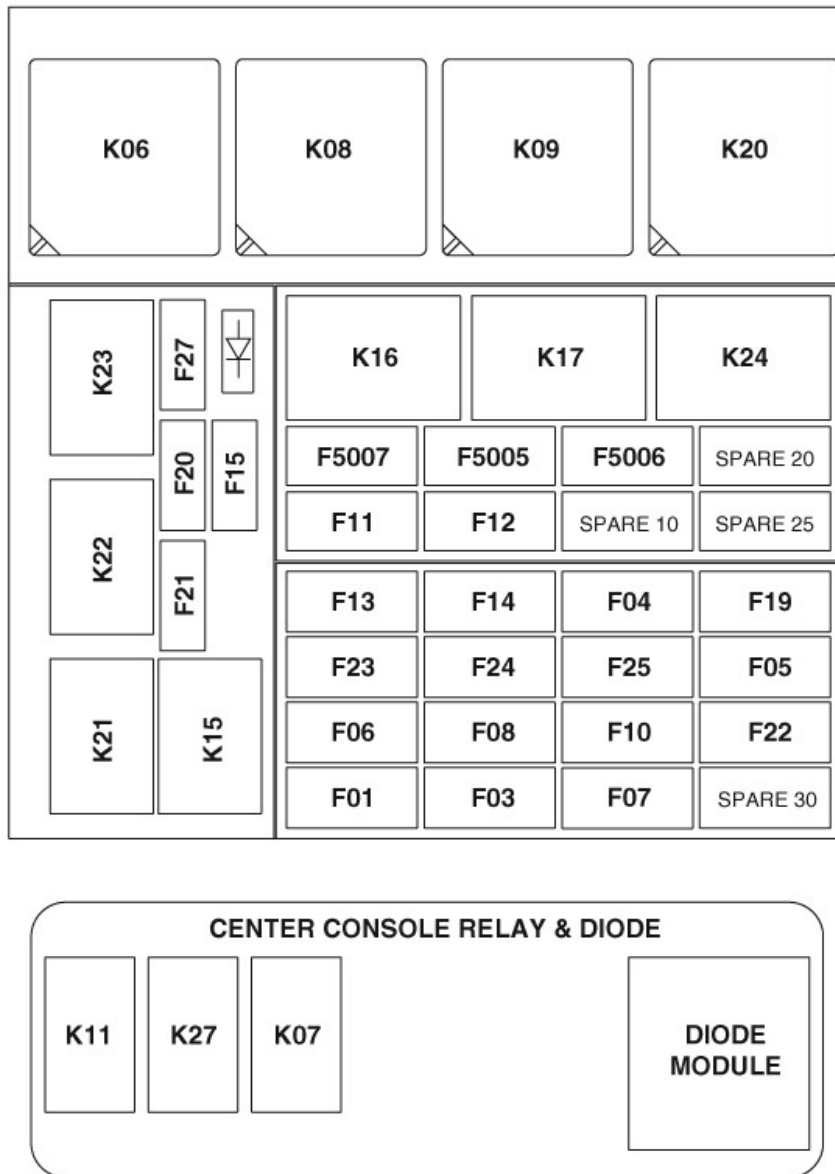 K06 K08 K09 K20
K23 F27
K22 F20 F15
F21
K21 K15
K16 K17 K24
F5007 F5005 F5006 SPARE 20
F11 F12 SPARE 10 SPARE 25
F13 F14 F04 F19
F23 F24 F25 F05
F06 F08 F10 F22
F01 F03 F07 SPARE 30
CENTER CONSOLE RELAY & DIODE
K11 K27 K07 DIODE
MODULE